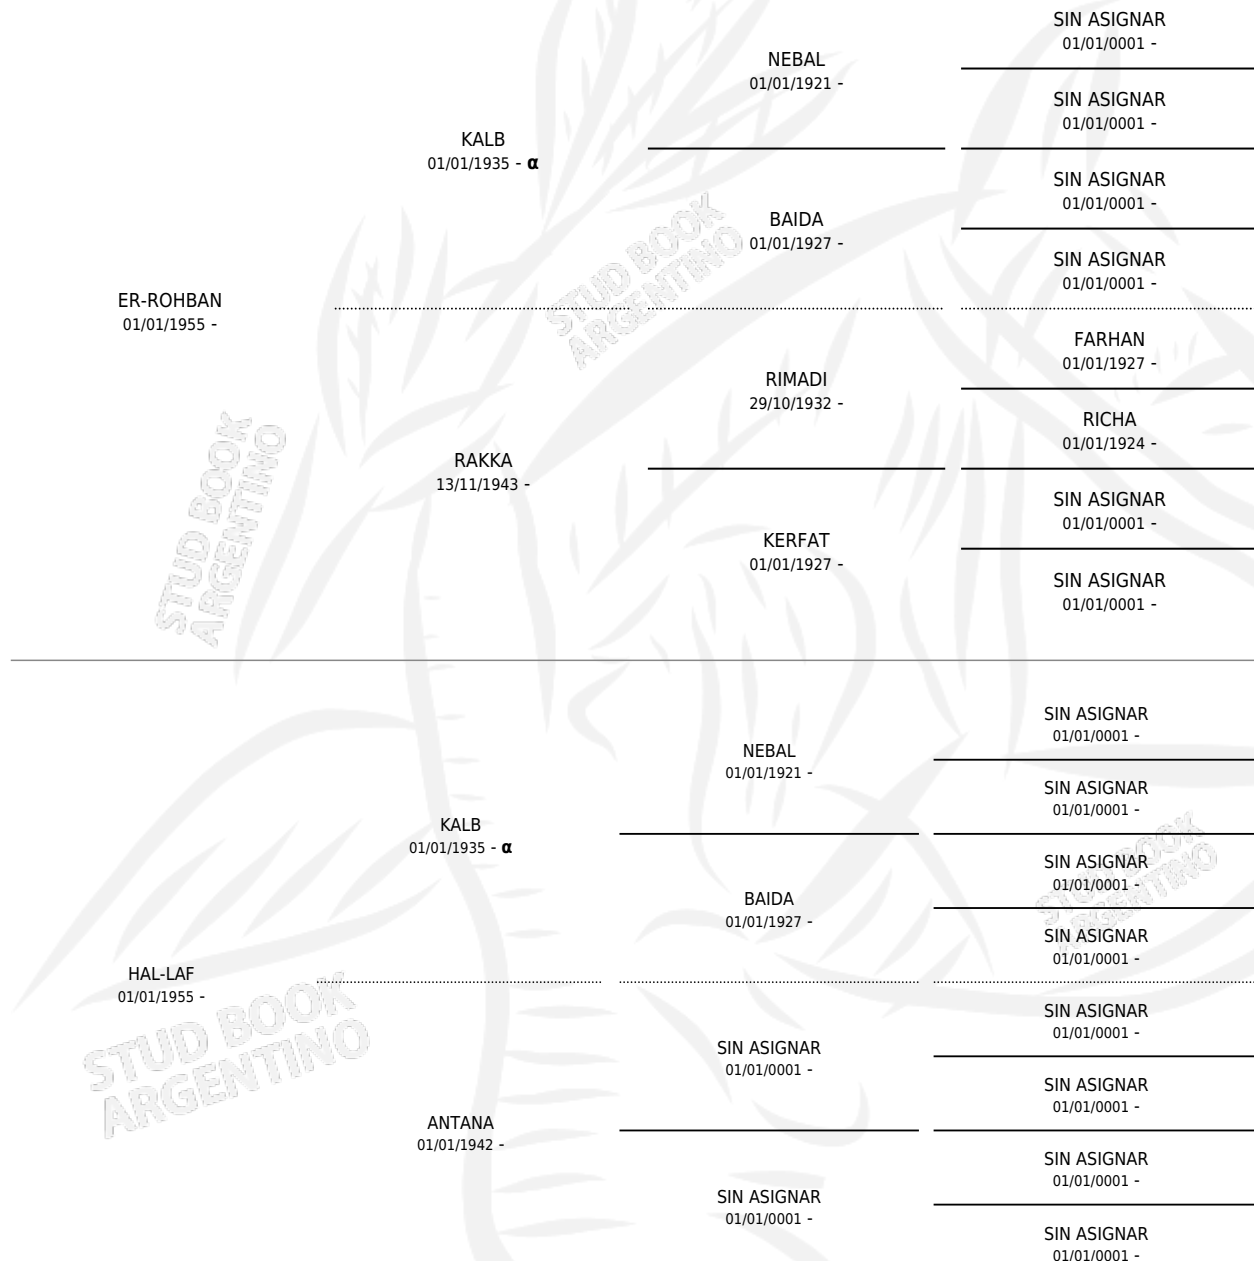 SIN ASIGNAR
01/01/0001 -
NEBAL
01/01/1921 -
SIN ASIGNAR
01/01/0001 -
KALB
01/01/1935 - α
SIN ASIGNAR
01/01/0001 -
BAIDA
01/01/1927 -
SIN ASIGNAR
01/01/0001 -
ER-ROHBAN
01/01/1955 -
FARHAN
01/01/1927 -
RIMADI
29/10/1932 -
RICHA
01/01/1924 -
RAKKA
13/11/1943 -
SIN ASIGNAR
01/01/0001 -
KERFAT
01/01/1927 -
SIN ASIGNAR
01/01/0001 -
STUD BOOK
ARGENTINO
STUD BOOK
ARGENTINO
SIN ASIGNAR
01/01/0001 -
NEBAL
01/01/1921 -
SIN ASIGNAR
01/01/0001 -
KALB
01/01/1935 - α
SIN ASIGNAR
01/01/0001 -
BAIDA
01/01/1927 -
SIN ASIGNAR
01/01/0001 -
HAL-LAF
01/01/1955 -
SIN ASIGNAR
01/01/0001 -
SIN ASIGNAR
01/01/0001 -
SIN ASIGNAR
01/01/0001 -
ANTANA
01/01/1942 -
SIN ASIGNAR
01/01/0001 -
SIN ASIGNAR
01/01/0001 -
SIN ASIGNAR
01/01/0001 -
STUD BOOK
ARGENTINO
STUD BOOK
ARGENTINO